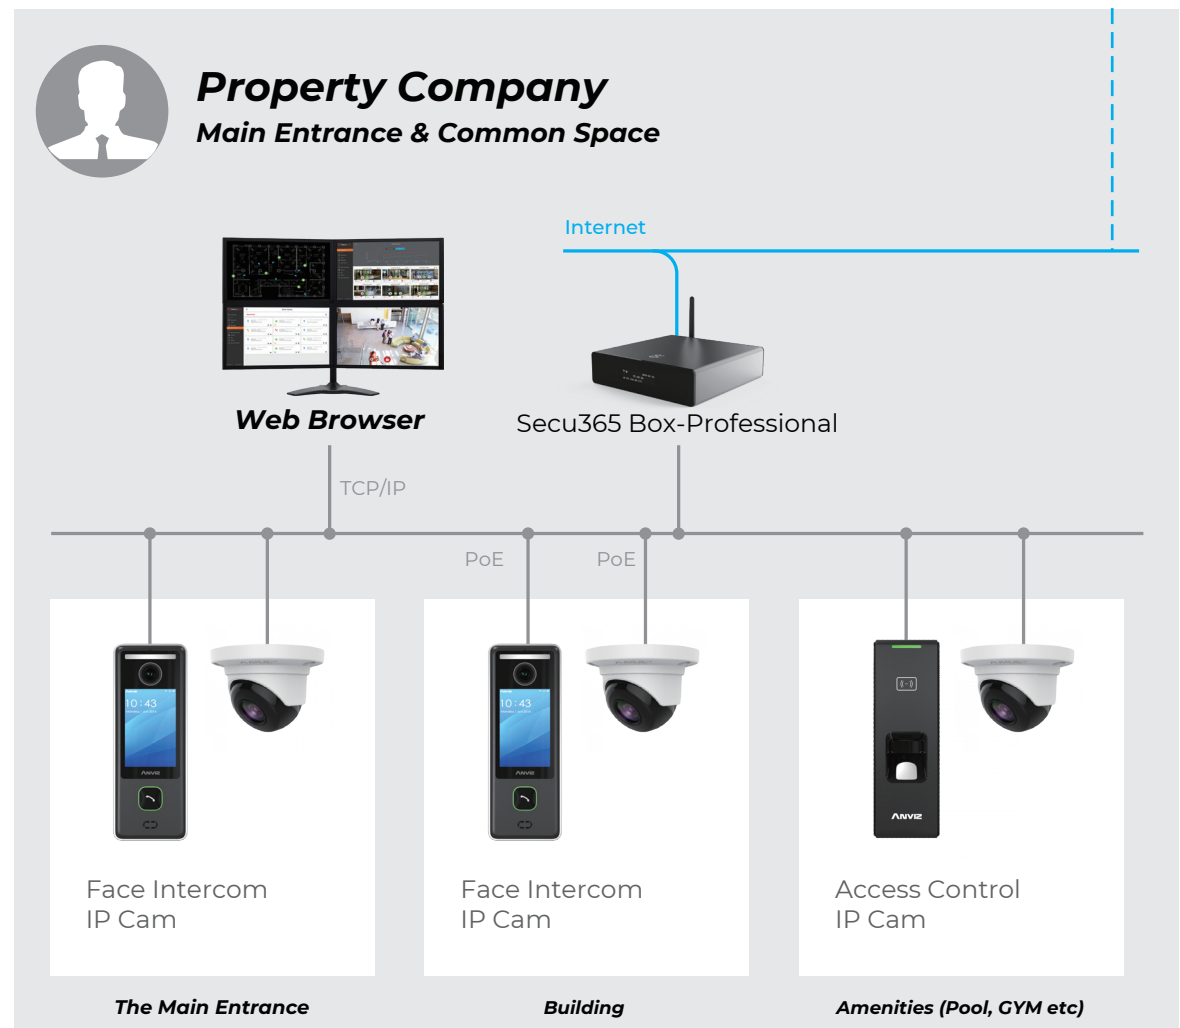 Property Company
Main Entrance & Common Space
Internet
Web Browser
Secu365 Box-Professional
TCP/IP
PoE
PoE
10:43
ANVIZ
10:43
ANVIZ
ANVIZ
Face Intercom
IP Cam
Face Intercom
IP Cam
Access Control
IP Cam
The Main Entrance
Building
Amenities (Pool, GYM etc)